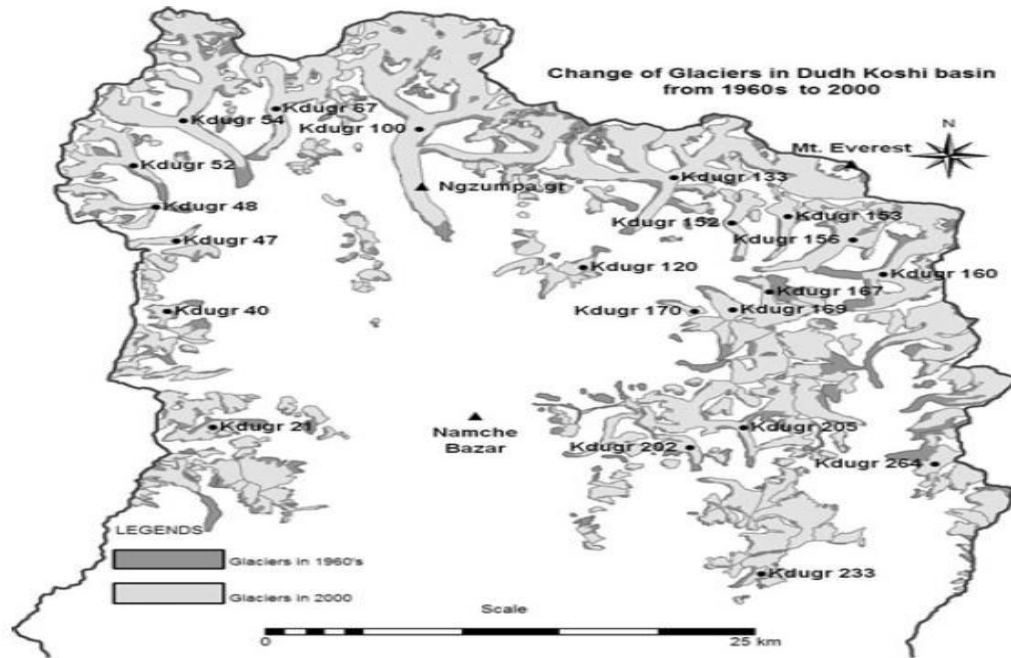 Change of Glaciers in Dudh Koshi basin
from 1960s to 2000
N
Kdugr 67
Kdugr 54
Kdugr 100
Mt. Everest
Kdugr 52
Kdugr 133
Ngzumpa gr
Kdugr 48
Kdugr 153
Kdugr 152
Kdugr 47
Kdugr 156
Kdugr 120
Kdugr 160
Kdugr 167
Kdugr 40
Kdugr 170
Kdugr 169
Kdugr 21
Namche
Bazar
Kdugr 205
Kdugr 202
Kdugr 264
LEGENDS
Glaciers in 1960's
Kdugr 233
Glaciers in 2000
Scale
0
25 km